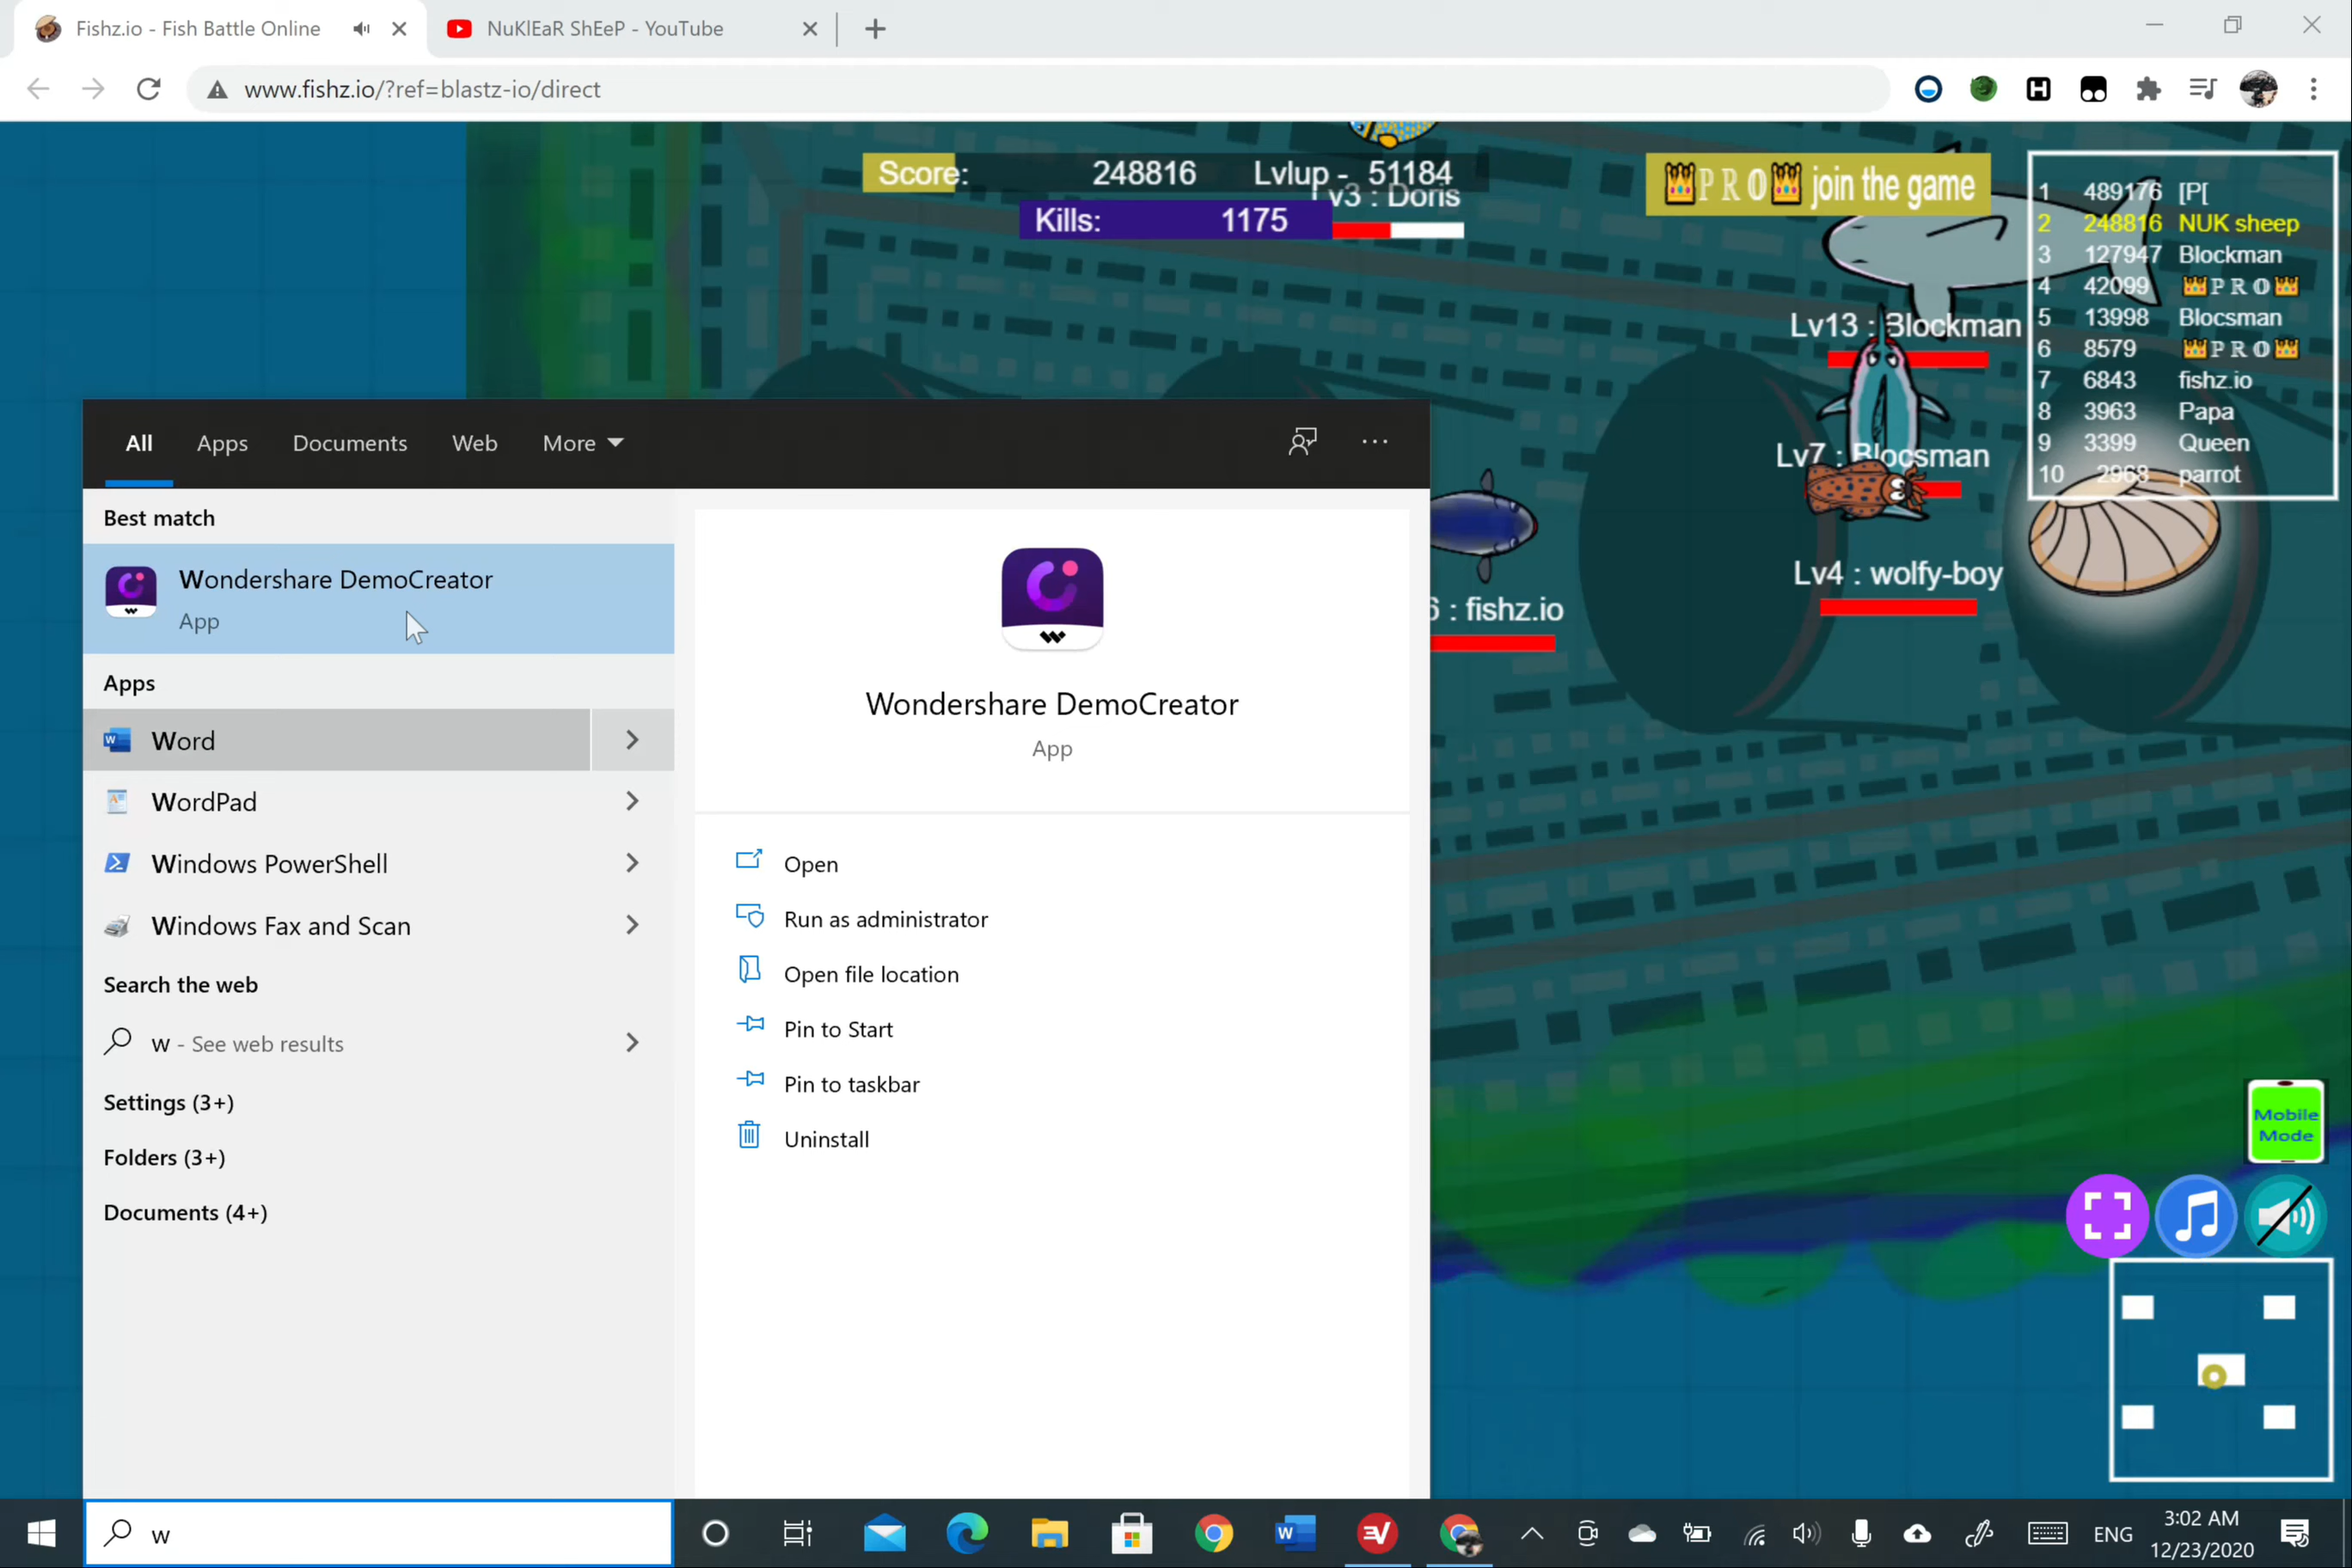 Fishz.io - Fish Battle Online
NuKlEaR ShEeP - YouTube
www.fishz.io/?ref=blastz-io/direct
Score: 248816 Lvlup - 51184
Lv3 : Doris
Kills: 1175
👑ℙℝ𝕆👑 join the game
1 489176 [P[
2 248816 NUK sheep
3 127947 Blockman
4 42099 👑ℙℝ𝕆👑
5 13998 Blocsman
6 8579 👑ℙℝ𝕆👑
7 6843 fishz.io
8 3963 Papa
9 3399 Queen
10 2968 parrot
Lv13 : Blockman
Lv7 : Blocsman
Lv4 : wolfy-boy
6 : fishz.io
All Apps Documents Web More
Best match
Wondershare DemoCreator
App
Apps
Word
WordPad
Windows PowerShell
Windows Fax and Scan
Search the web
w - See web results
Settings (3+)
Folders (3+)
Documents (4+)
Wondershare DemoCreator
App
Open
Run as administrator
Open file location
Pin to Start
Pin to taskbar
Uninstall
Mobile
Mode
w
ENG
3:02 AM
12/23/2020